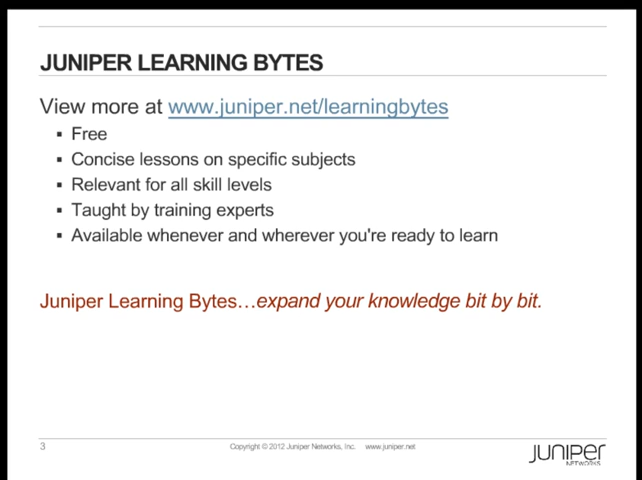 JUNIPER LEARNING BYTES
View more at www.juniper.net/learningbytes
▪ Free
▪ Concise lessons on specific subjects
▪ Relevant for all skill levels
▪ Taught by training experts
▪ Available whenever and wherever you're ready to learn
Juniper Learning Bytes…expand your knowledge bit by bit.
3
Copyright © 2012 Juniper Networks, Inc. www.juniper.net
JUNIPER
NETWORKS